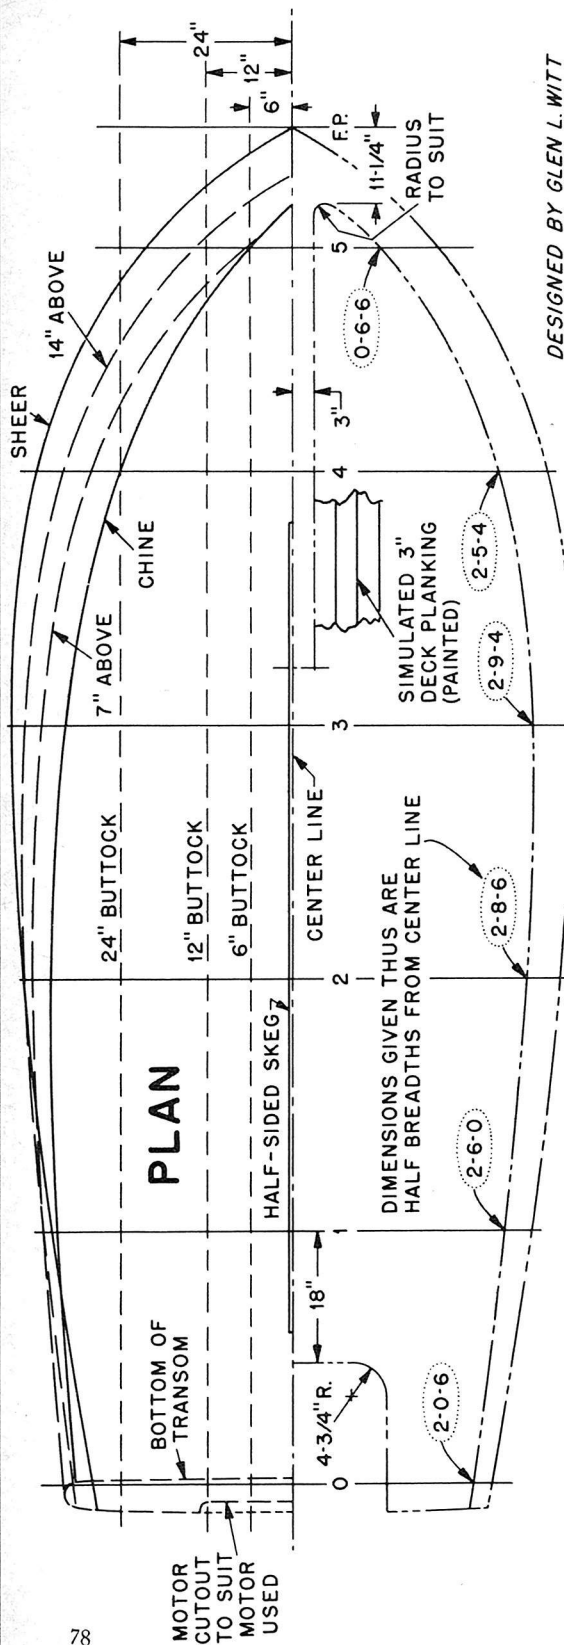 24"
12"
6"
SHEER
14" ABOVE
7" ABOVE
CHINE
24" BUTTOCK
12" BUTTOCK
6" BUTTOCK
PLAN
HALF-SIDED SKEG
CENTER LINE
BOTTOM OF
TRANSOM
MOTOR
CUTOUT
TO SUIT
MOTOR
USED
0
1
2
3
4
5
F.P.
11-1/4"
RADIUS
TO SUIT
3"
SIMULATED 3"
DECK PLANKING
(PAINTED)
18"
4-3/4" R.
DIMENSIONS GIVEN THUS ARE
HALF BREADTHS FROM CENTER LINE
2-0-6
2-6-0
2-8-6
2-9-4
2-5-4
0-6-6
DESIGNED BY GLEN L. WITT
78